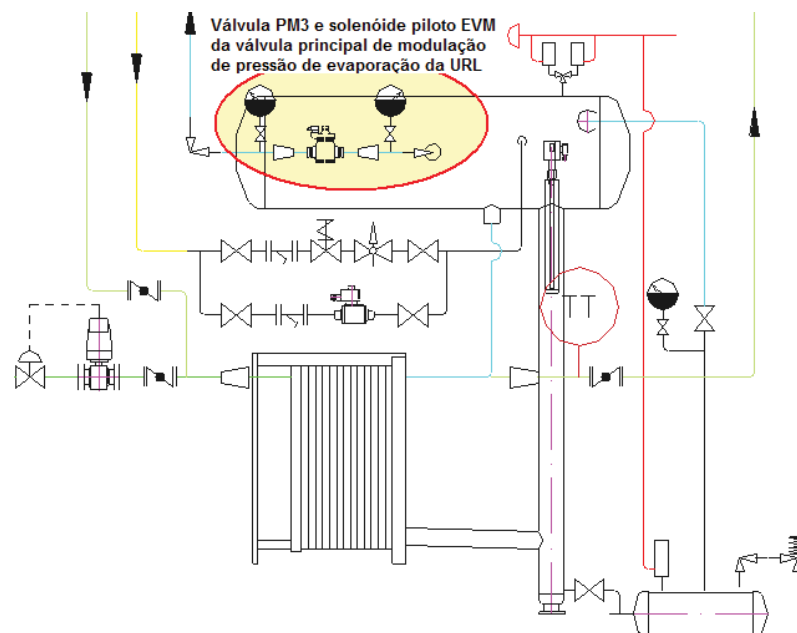 Válvula PM3 e solenóide piloto EVM
da válvula principal de modulação
de pressão de evaporação da URL
TT